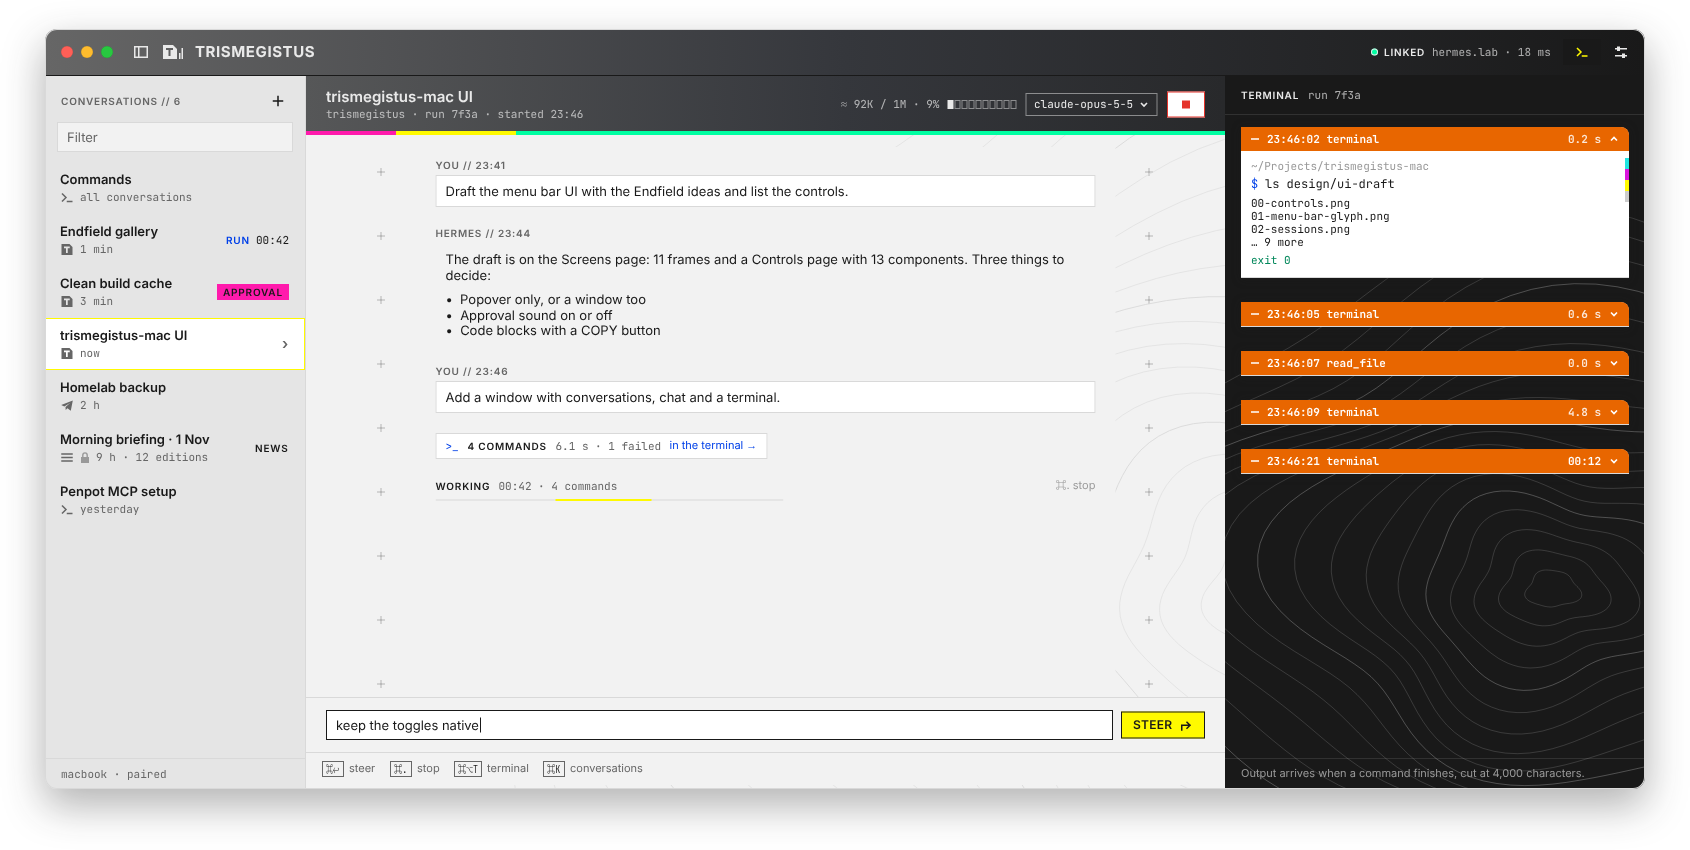 TRISMEGISTUS
LINKED hermes.lab · 18 ms
CONVERSATIONS // 6
Filter
Commands
all conversations
Endfield gallery
1 min
RUN 00:42
Clean build cache
3 min
APPROVAL
trismegistus-mac UI
now
Homelab backup
2 h
Morning briefing · 1 Nov
9 h · 12 editions
NEWS
Penpot MCP setup
yesterday
macbook · paired
trismegistus-mac UI
trismegistus · run 7f3a · started 23:46
≈ 92K / 1M · 9%
claude-opus-5-5
YOU // 23:41
Draft the menu bar UI with the Endfield ideas and list the controls.
HERMES // 23:44
The draft is on the Screens page: 11 frames and a Controls page with 13 components. Three things to
decide:
• Popover only, or a window too
• Approval sound on or off
• Code blocks with a COPY button
YOU // 23:46
Add a window with conversations, chat and a terminal.
>_ 4 COMMANDS 6.1 s · 1 failed in the terminal →
WORKING 00:42 · 4 commands
⌘. stop
keep the toggles native
STEER
⌘↩ steer ⌘. stop ⌘⌥T terminal ⌘K conversations
TERMINAL run 7f3a
23:46:02 terminal 0.2 s
~/Projects/trismegistus-mac
$ ls design/ui-draft
00-controls.png
01-menu-bar-glyph.png
02-sessions.png
… 9 more
exit 0
23:46:05 terminal 0.6 s
23:46:07 read_file 0.0 s
23:46:09 terminal 4.8 s
23:46:21 terminal 00:12
Output arrives when a command finishes, cut at 4,000 characters.